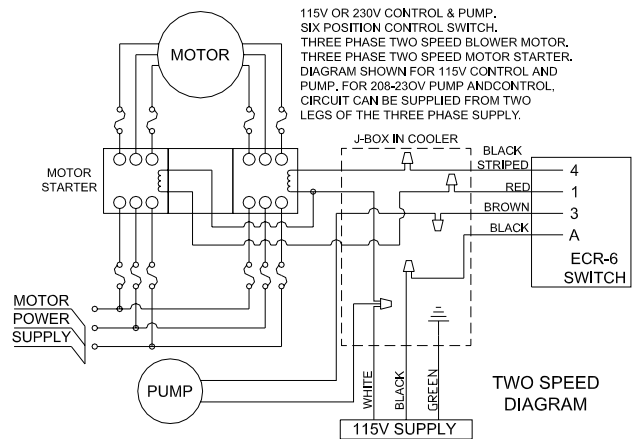 115V OR 230V CONTROL & PUMP.
SIX POSITION CONTROL SWITCH.
THREE PHASE TWO SPEED BLOWER MOTOR.
THREE PHASE TWO SPEED MOTOR STARTER.
DIAGRAM SHOWN FOR 115V CONTROL AND
PUMP. FOR 208-23OV PUMP ANDCONTROL,
CIRCUIT CAN BE SUPPLIED FROM TWO
LEGS OF THE THREE PHASE SUPPLY.
MOTOR
J-BOX IN COOLER
MOTOR
STARTER
BLACK
STRIPED
RED
BROWN
BLACK
4
1
3
A
ECR-6
SWITCH
MOTOR
POWER
SUPPLY
PUMP
WHITE
BLACK
GREEN
115V SUPPLY
TWO SPEED
DIAGRAM